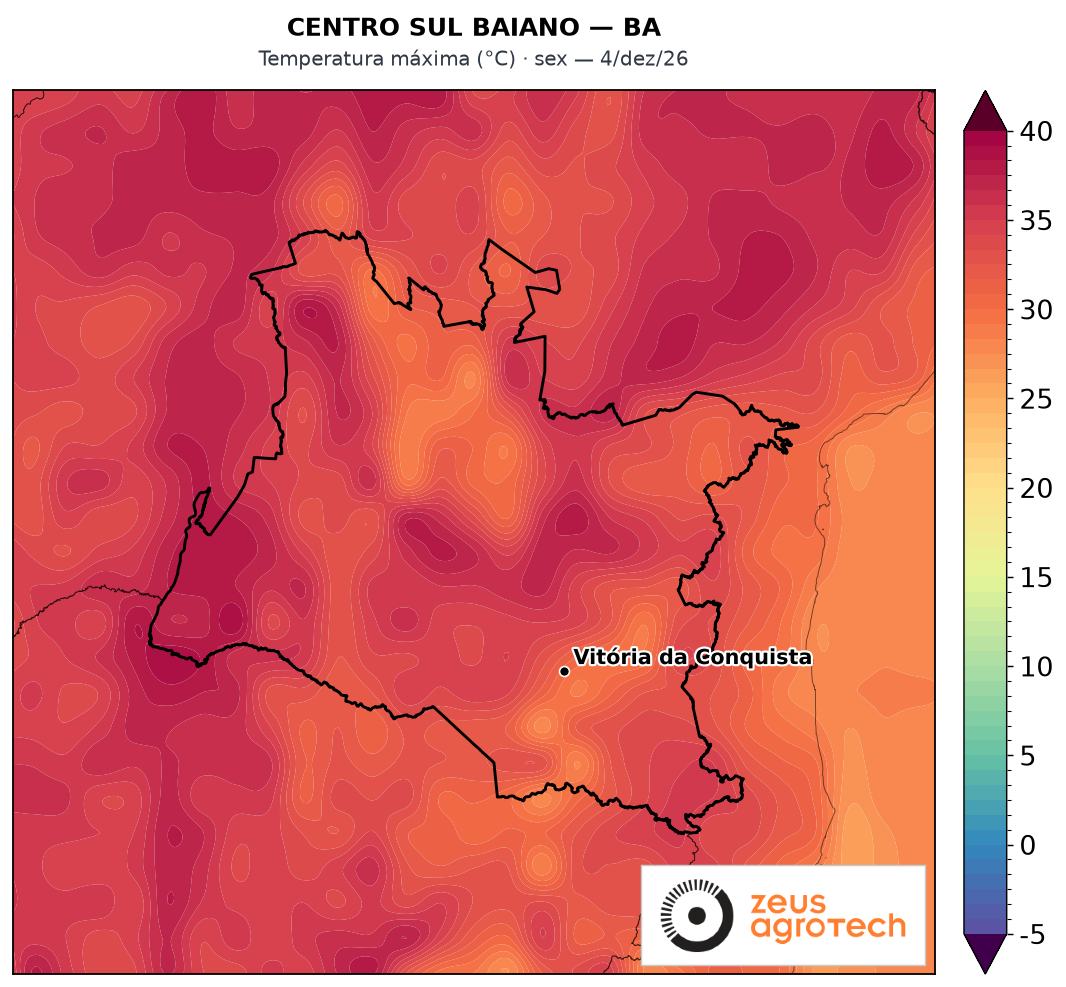 CENTRO SUL BAIANO — BA
Temperatura máxima (°C) · sex — 4/dez/26
40
35
30
25
20
15
10
5
0
-5
Vitória da Conquista
zeus
agrotech